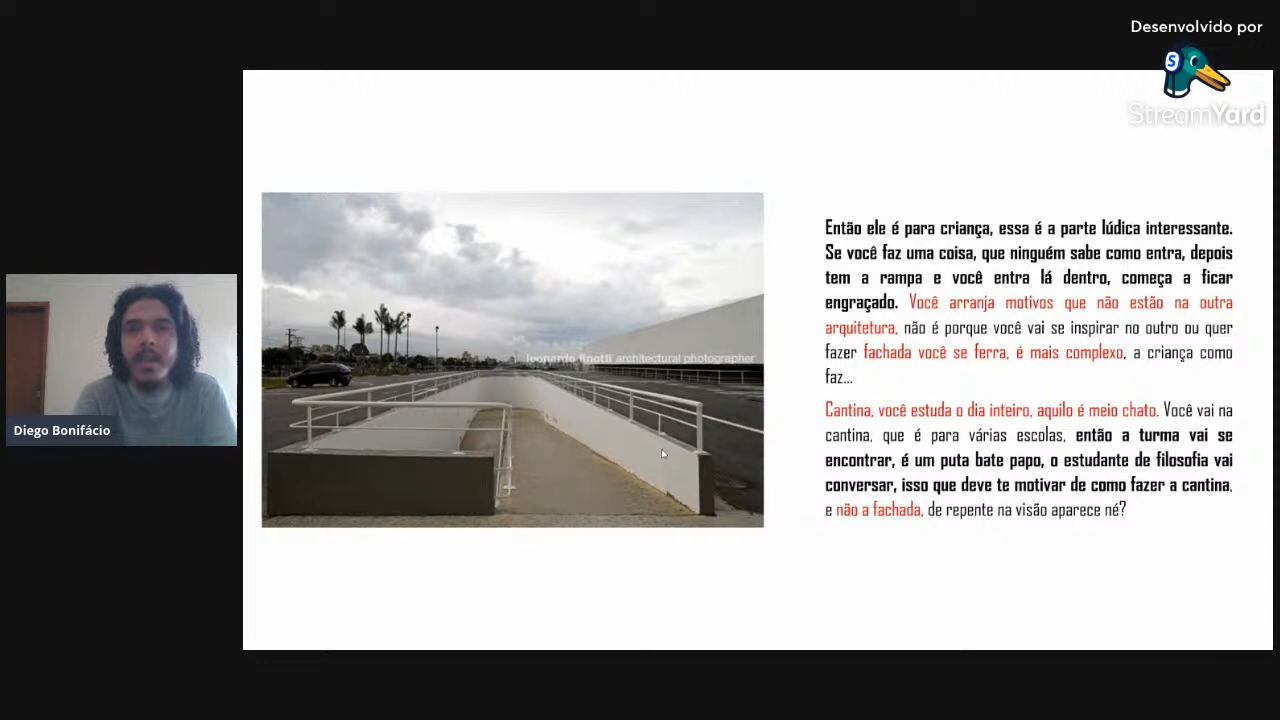 Desenvolvido por
StreamYard
leonardo finotti architectural photographer
Então ele é para criança, essa é a parte lúdica interessante.
Se você faz uma coisa, que ninguém sabe como entra, depois
tem a rampa e você entra lá dentro, começa a ficar
engraçado. Você arranja motivos que não estão na outra
arquitetura, não é porque você vai se inspirar no outro ou quer
fazer fachada você se ferra, é mais complexo, a criança como
faz...
Cantina, você estuda o dia inteiro, aquilo é meio chato. Você vai na
cantina, que é para várias escolas, então a turma vai se
encontrar, é um puta bate papo, o estudante de filosofia vai
conversar, isso que deve te motivar de como fazer a cantina,
e não a fachada, de repente na visão aparece né?
Diego Bonifácio